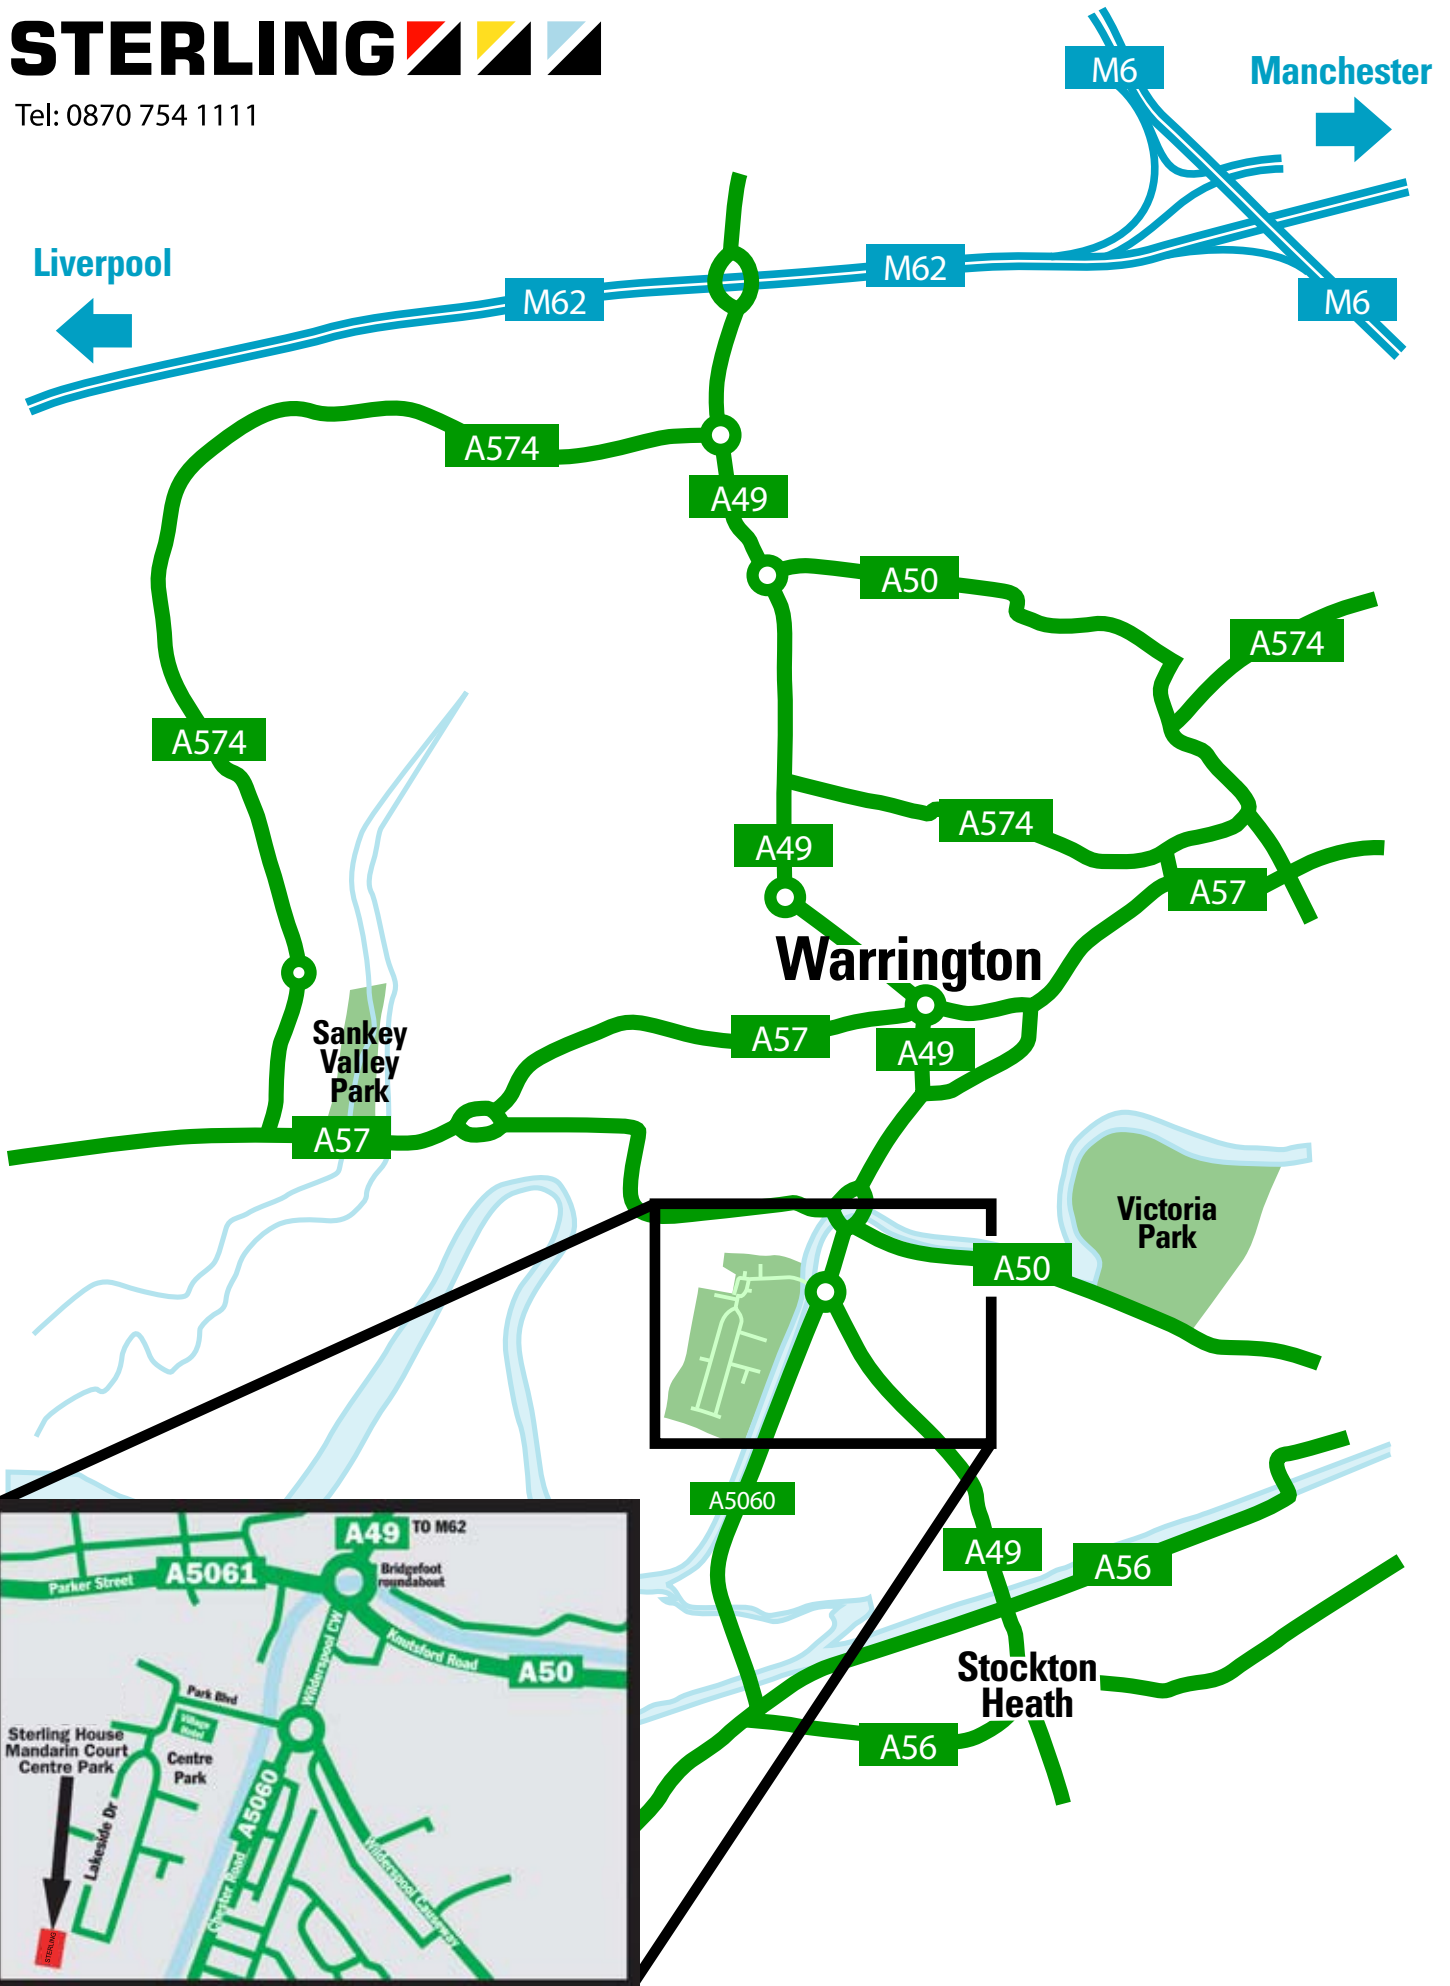 STERLING
Tel: 0870 754 1111
M6
Manchester
Liverpool
M62
M62
M6
A574
A49
A50
A574
A574
A574
A49
A57
Warrington
Sankey
Valley
Park
A57
A49
A57
Victoria
Park
A50
A5060
A49
A56
Stockton
Heath
A56
A49 TO M62
Bridgefoot
roundabout
A5061
Parker Street
Wilderspool CW
Knutsford Road
A50
Park Blvd
Village
Hotel
Sterling House
Mandarin Court
Centre Park
Centre
Park
A5060
Lakeside Dr
Chester Road
Wilderspool Causeway
STERLING